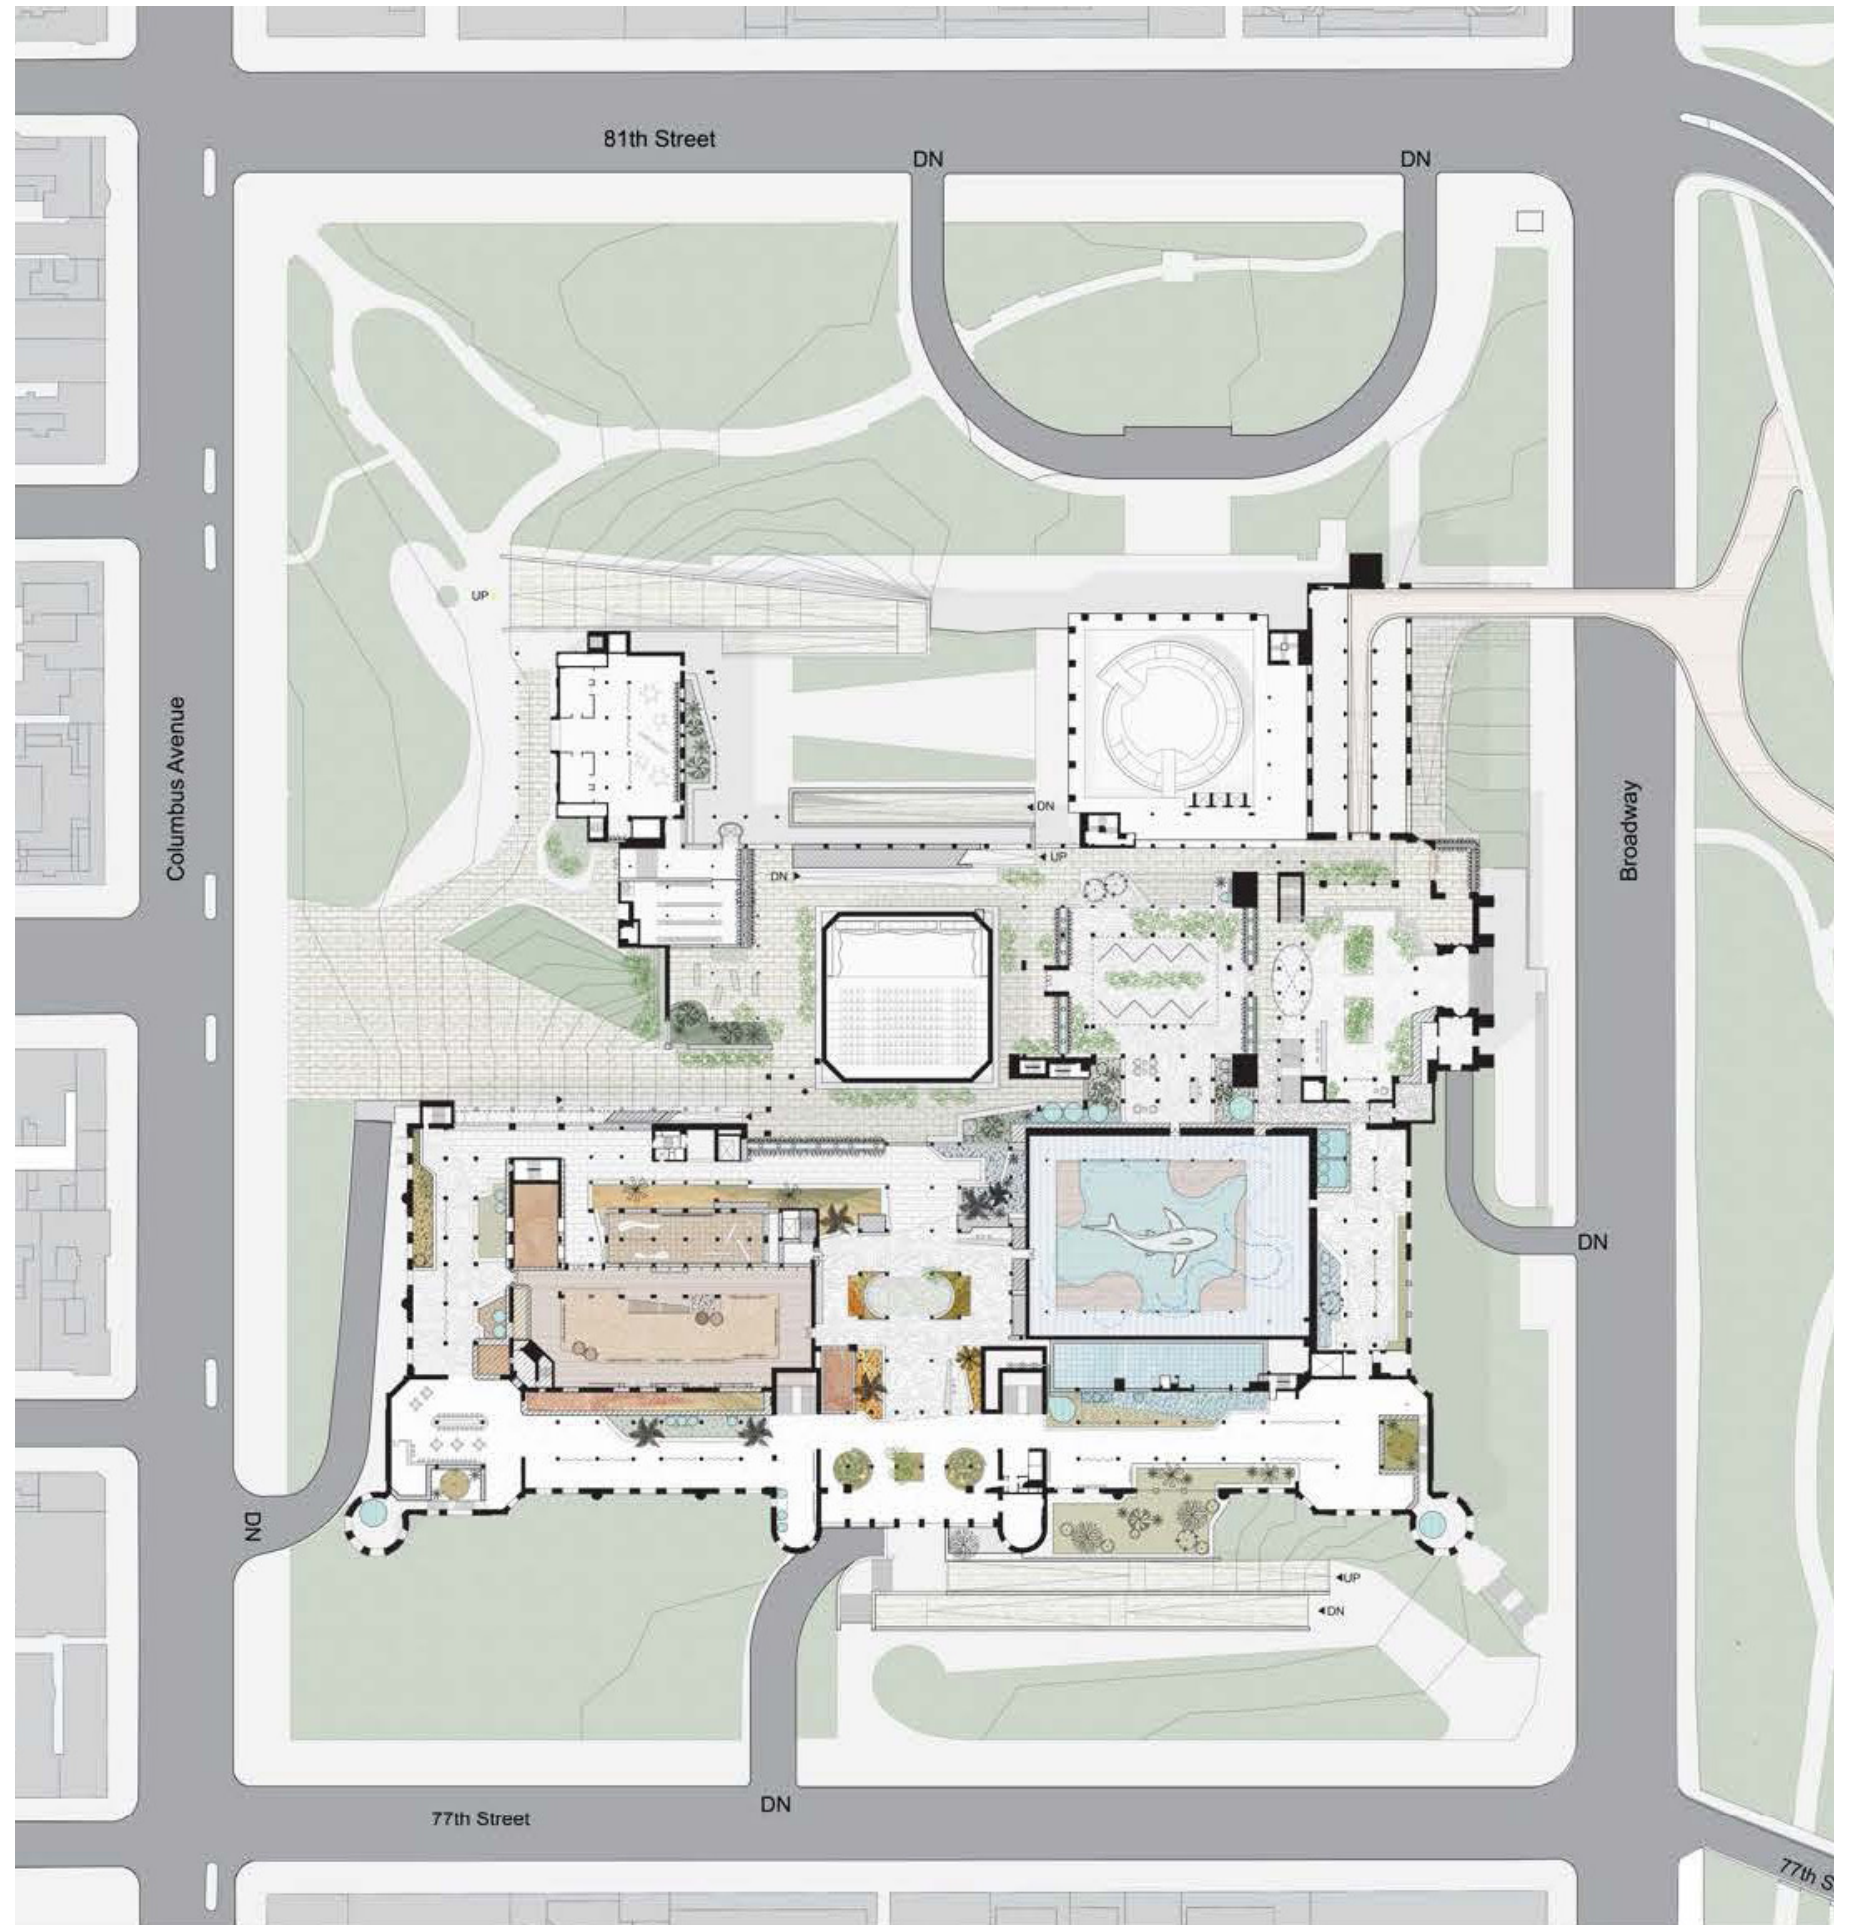 81th Street
DN
DN
UP
DN
UP
DN
Columbus Avenue
Broadway
DN
DN
UP
DN
DN
77th Street
77th S